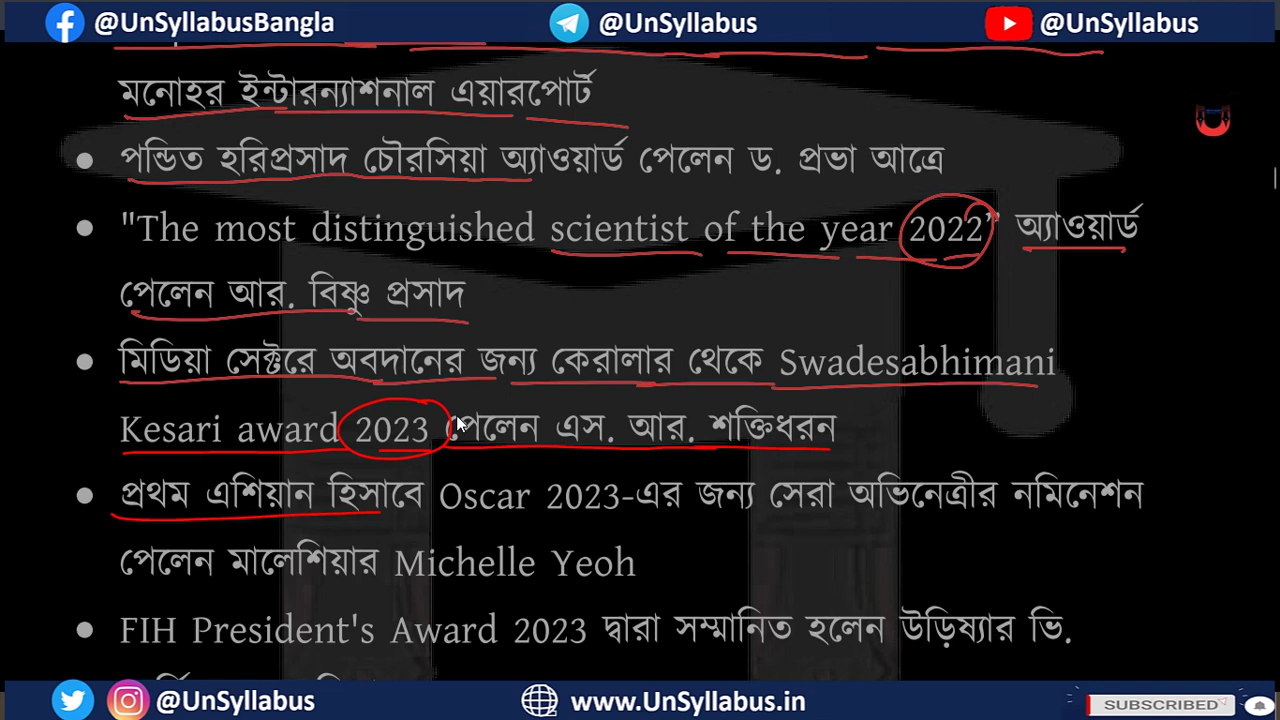 @UnSyllabusBangla @UnSyllabus @UnSyllabus
মনোহর ইন্টারন্যাশনাল এয়ারপোর্ট
● পন্ডিত হরিপ্রসাদ চৌরসিয়া অ্যাওয়ার্ড পেলেন ড. প্রভা আত্রে
● "The most distinguished scientist of the year 2022” অ্যাওয়ার্ড
পেলেন আর. বিষ্ণু প্রসাদ
● মিডিয়া সেক্টরে অবদানের জন্য কেরালার থেকে Swadesabhimani
Kesari award 2023 পেলেন এস. আর. শক্তিধরন
● প্রথম এশিয়ান হিসাবে Oscar 2023-এর জন্য সেরা অভিনেত্রীর নমিনেশন
পেলেন মালেশিয়ার Michelle Yeoh
● FIH President's Award 2023 দ্বারা সম্মানিত হলেন উড়িষ্যার ভি.
@UnSyllabus www.UnSyllabus.in SUBSCRIBED